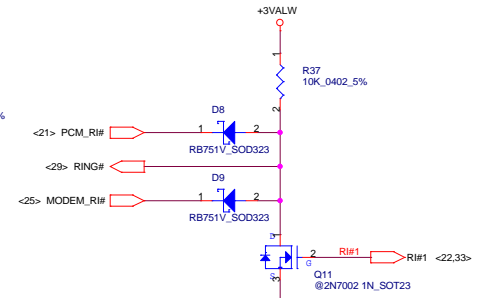 +3VALW
1
R37
10K_0402_5%
2
%
D8
<21> PCM_RI#
1
2
RB751V_SOD323
<29> RING#
D9
<25> MODEM_RI#
1
2
RB751V_SOD323
1
D
2
RI#1
RI#1 <22,33>
G
Q11
S
3
@2N7002 1N_SOT23